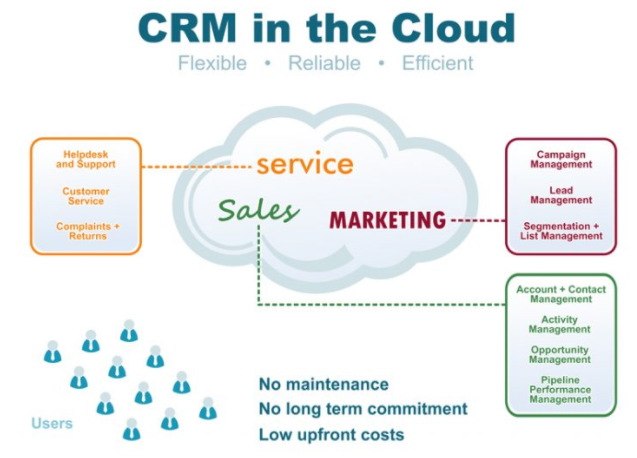 CRM in the Cloud
Flexible • Reliable • Efficient
Helpdesk
and Support
Customer
Service
Complaints +
Returns
service
Sales
MARKETING
Campaign
Management
Lead
Management
Segmentation +
List Management
Account + Contact
Management
Activity
Management
Opportunity
Management
Pipeline
Performance
Management
Users
No maintenance
No long term commitment
Low upfront costs